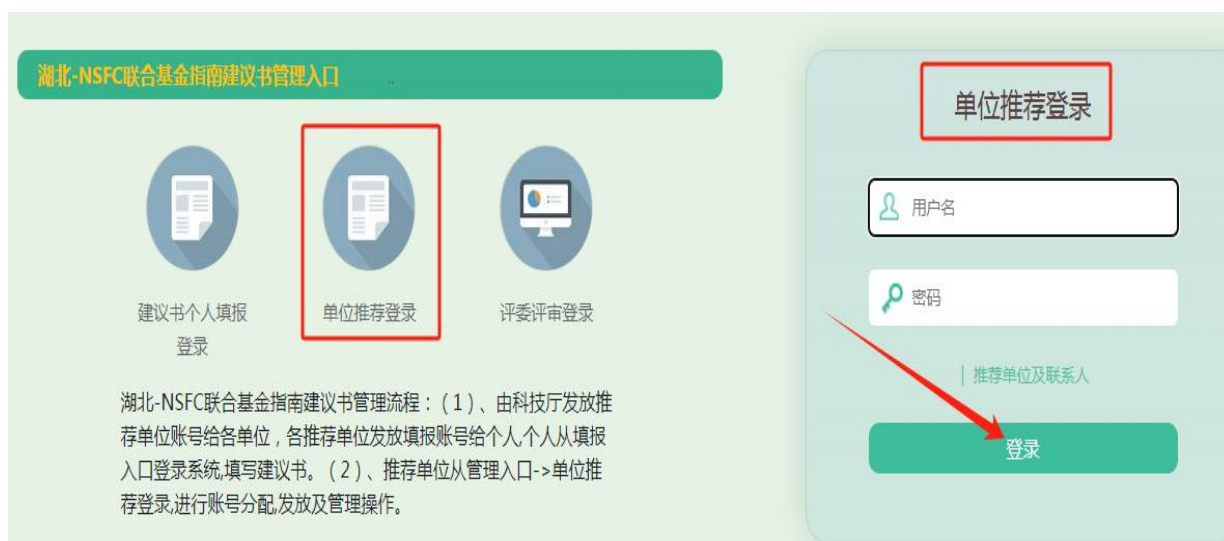 湖北-NSFC联合基金指南建议书管理入口
建议书个人填报
登录
单位推荐登录
评委评审登录
湖北-NSFC联合基金指南建议书管理流程：(1)、由科技厅发放推
荐单位账号给各单位，各推荐单位发放填报账号给个人,个人从填报
入口登录系统,填写建议书。(2)、推荐单位从管理入口->单位推
荐登录,进行账号分配,发放及管理操作。
单位推荐登录
用户名
密码
| 推荐单位及联系人
登录